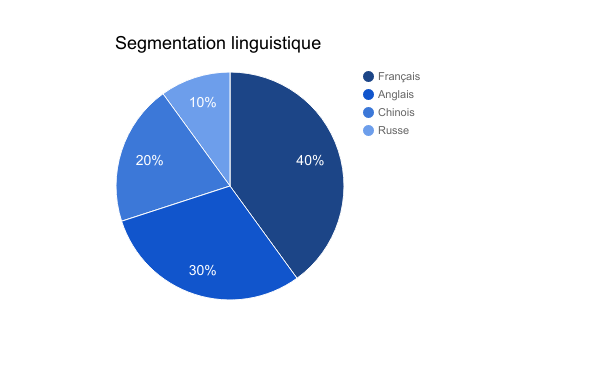 Segmentation linguistique
Français
Anglais
Chinois
Russe
10%
20%
40%
30%